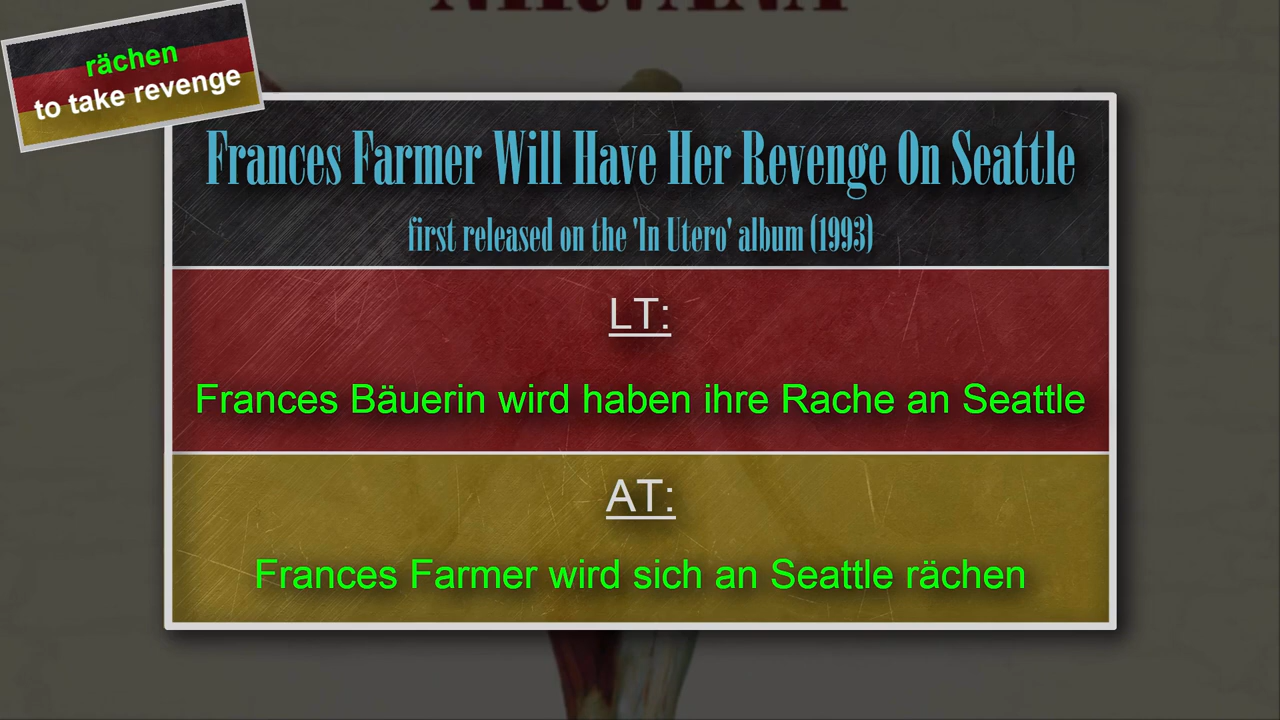 NIRVANA
rächen
to take revenge
Frances Farmer Will Have Her Revenge On Seattle
first released on the 'In Utero' album (1993)
LT:
Frances Bäuerin wird haben ihre Rache an Seattle
AT:
Frances Farmer wird sich an Seattle rächen